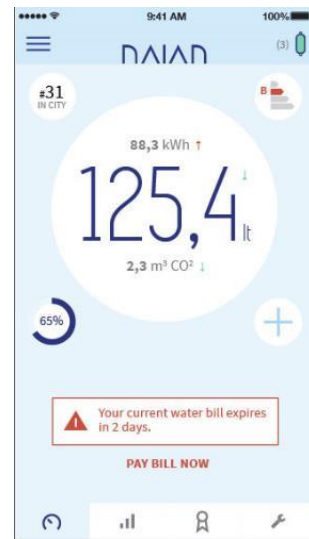 9:41 AM
100%
NAIAD
(3)
#31
IN CITY
B
88,3 kWh ↑
125,4 lt ↓
2,3 m³ CO² ↓
65%
Your current water bill expires
in 2 days.
PAY BILL NOW